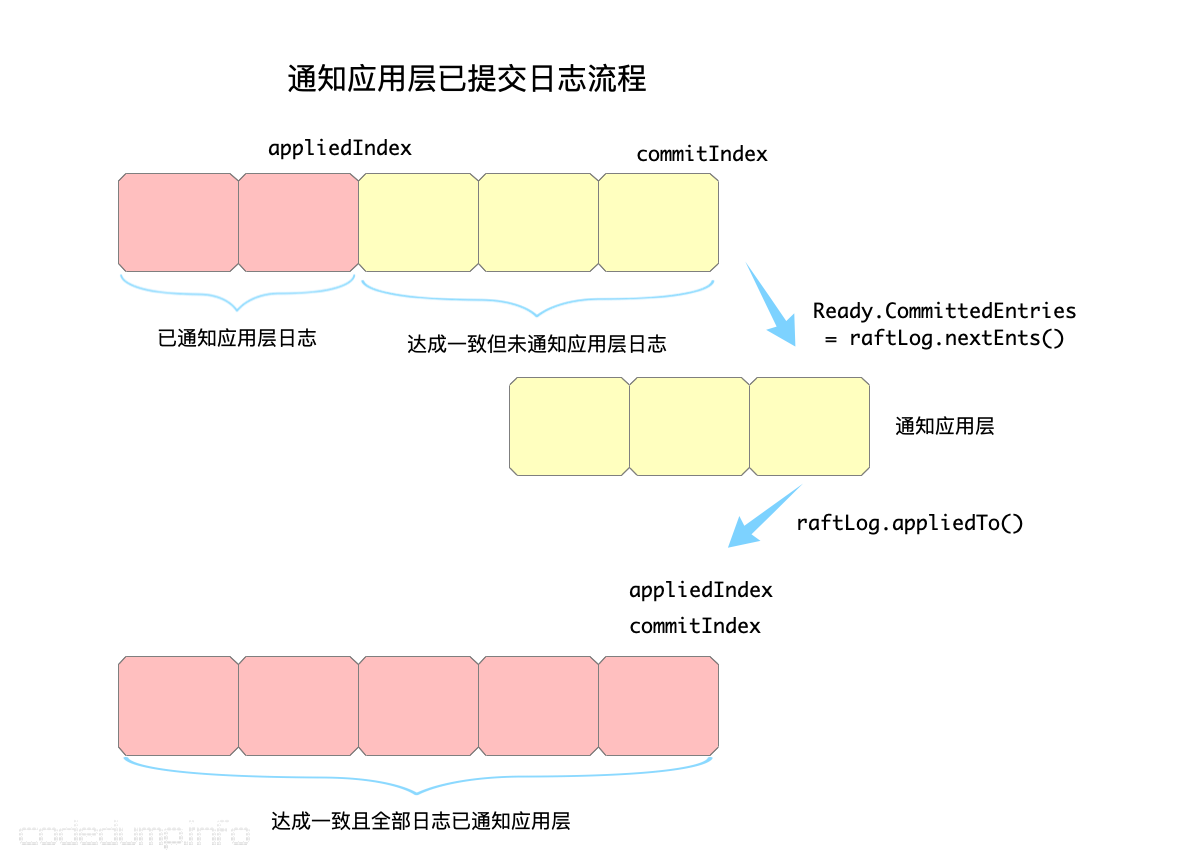 通知应用层已提交日志流程
appliedIndex
commitIndex
已通知应用层日志
达成一致但未通知应用层日志
Ready.CommittedEntries
= raftLog.nextEnts()
通知应用层
raftLog.appliedTo()
appliedIndex
commitIndex
达成一致且全部日志已通知应用层
codedump.info